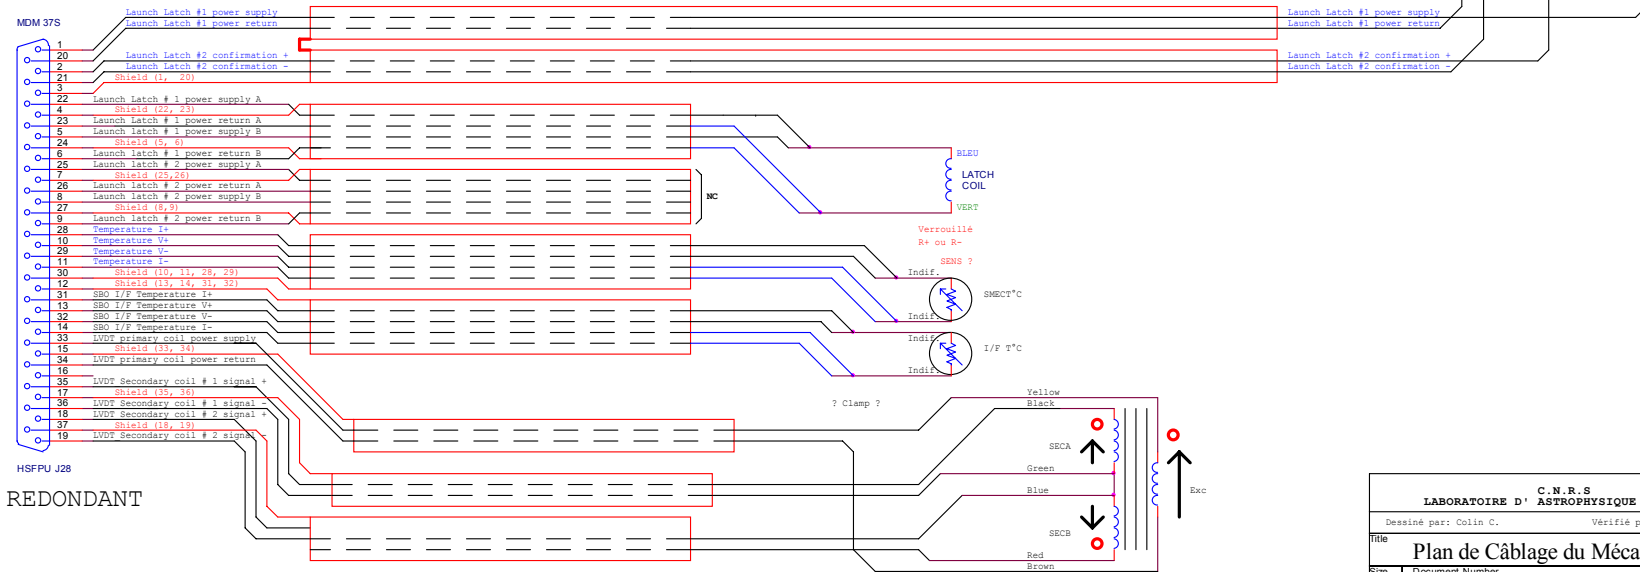 MDM 37S
Launch Latch #1 power supply
Launch Latch #1 power return
Launch Latch #1 power supply
Launch Latch #1 power return
1
20
Launch Latch #2 confirmation +
Launch Latch #2 confirmation +
2
Launch Latch #2 confirmation -
Launch Latch #2 confirmation -
21
Shield (1, 20)
3
22
Launch Latch # 1 power supply A
4
Shield (22, 23)
23
Launch Latch # 1 power return A
5
Launch latch # 1 power supply B
24
Shield (5, 6)
6
Launch latch # 1 power return B
BLEU
25
Launch latch # 2 power supply A
7
Shield (25,26)
LATCH
COIL
26
Launch latch # 2 power return A
8
Launch latch # 2 power supply B
NC
27
Shield (8,9)
VERT
9
Launch latch # 2 power return B
28
Temperature I+
Verrouillé
10
Temperature V+
R+ ou R-
29
Temperature V-
11
Temperature I-
SENS ?
30
Shield (10, 11, 28, 29)
Indif.
12
Shield (13, 14, 31, 32)
31
SBO I/F Temperature I+
SMECT°C
13
SBO I/F Temperature V+
32
SBO I/F Temperature V-
Indif.
14
SBO I/F Temperature I-
33
LVDT primary coil power supply
Indif.
15
Shield (33, 34)
I/F T°C
34
LVDT primary coil power return
16
Indif.
35
LVDT Secondary coil # 1 signal +
17
Shield (35, 36)
Yellow
36
LVDT Secondary coil # 1 signal -
? Clamp ?
Black
18
LVDT Secondary coil # 2 signal +
37
Shield (18, 19)
19
LVDT Secondary coil # 2 signal -
SECA
HSFPU J28
Green
REDONDANT
Blue
Exc
SECB
Red
Brown
C.N.R.S
LABORATOIRE D' ASTROPHYSIQUE
Dessiné par: Colin C.
Vérifié p
Title
Plan de Câblage du Méca
Size
Document Number